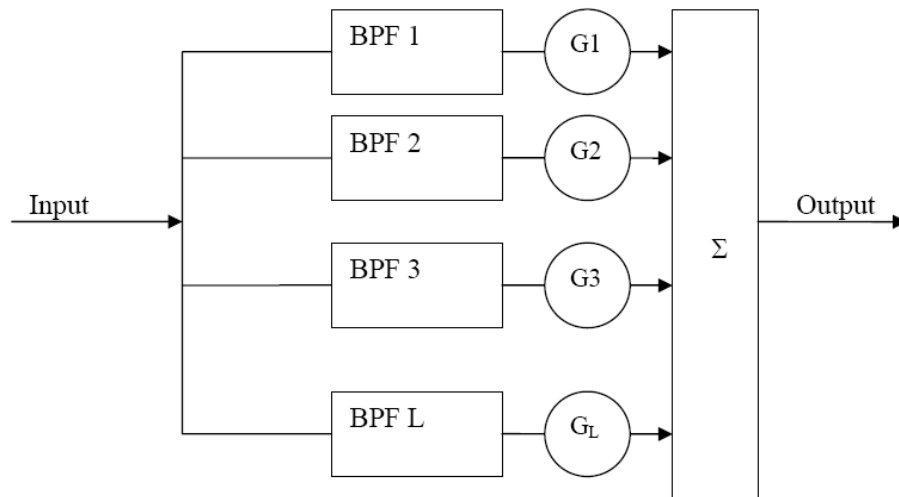 BPF 1
G1
BPF 2
G2
Input
Output
Σ
BPF 3
G3
BPF L
GL